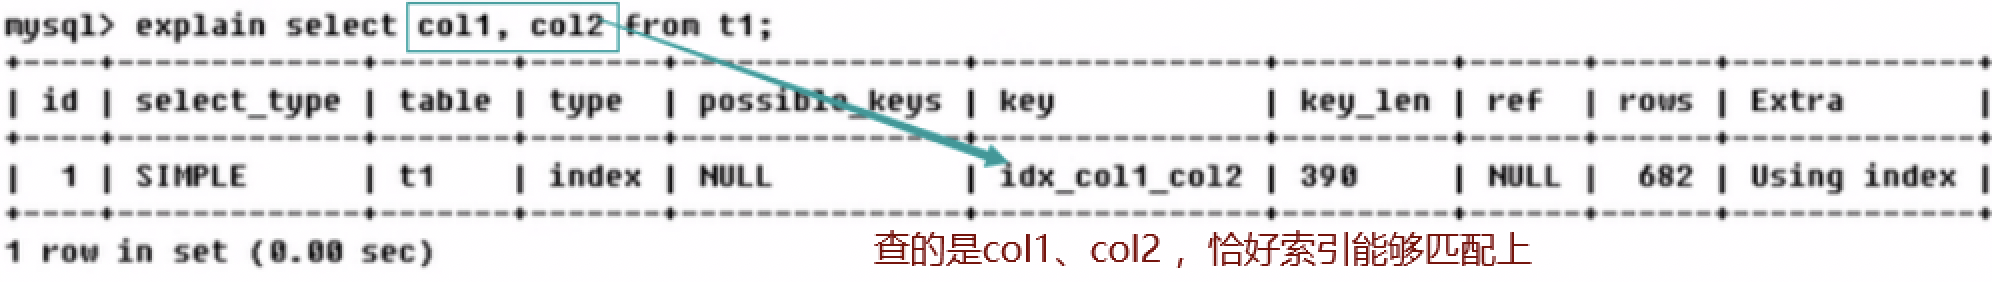 mysql> explain select col1, col2 from t1;
+----+-------------+-------+-------+---------------+---------------+---------+------+------+-------------+
| id | select_type | table | type | possible_keys | key | key_len | ref | rows | Extra |
+----+-------------+-------+-------+---------------+---------------+---------+------+------+-------------+
| 1 | SIMPLE | t1 | index | NULL | idx_col1_col2 | 390 | NULL | 682 | Using index |
+----+-------------+-------+-------+---------------+---------------+---------+------+------+-------------+
1 row in set (0.00 sec)
查的是col1、col2 ，恰好索引能够匹配上